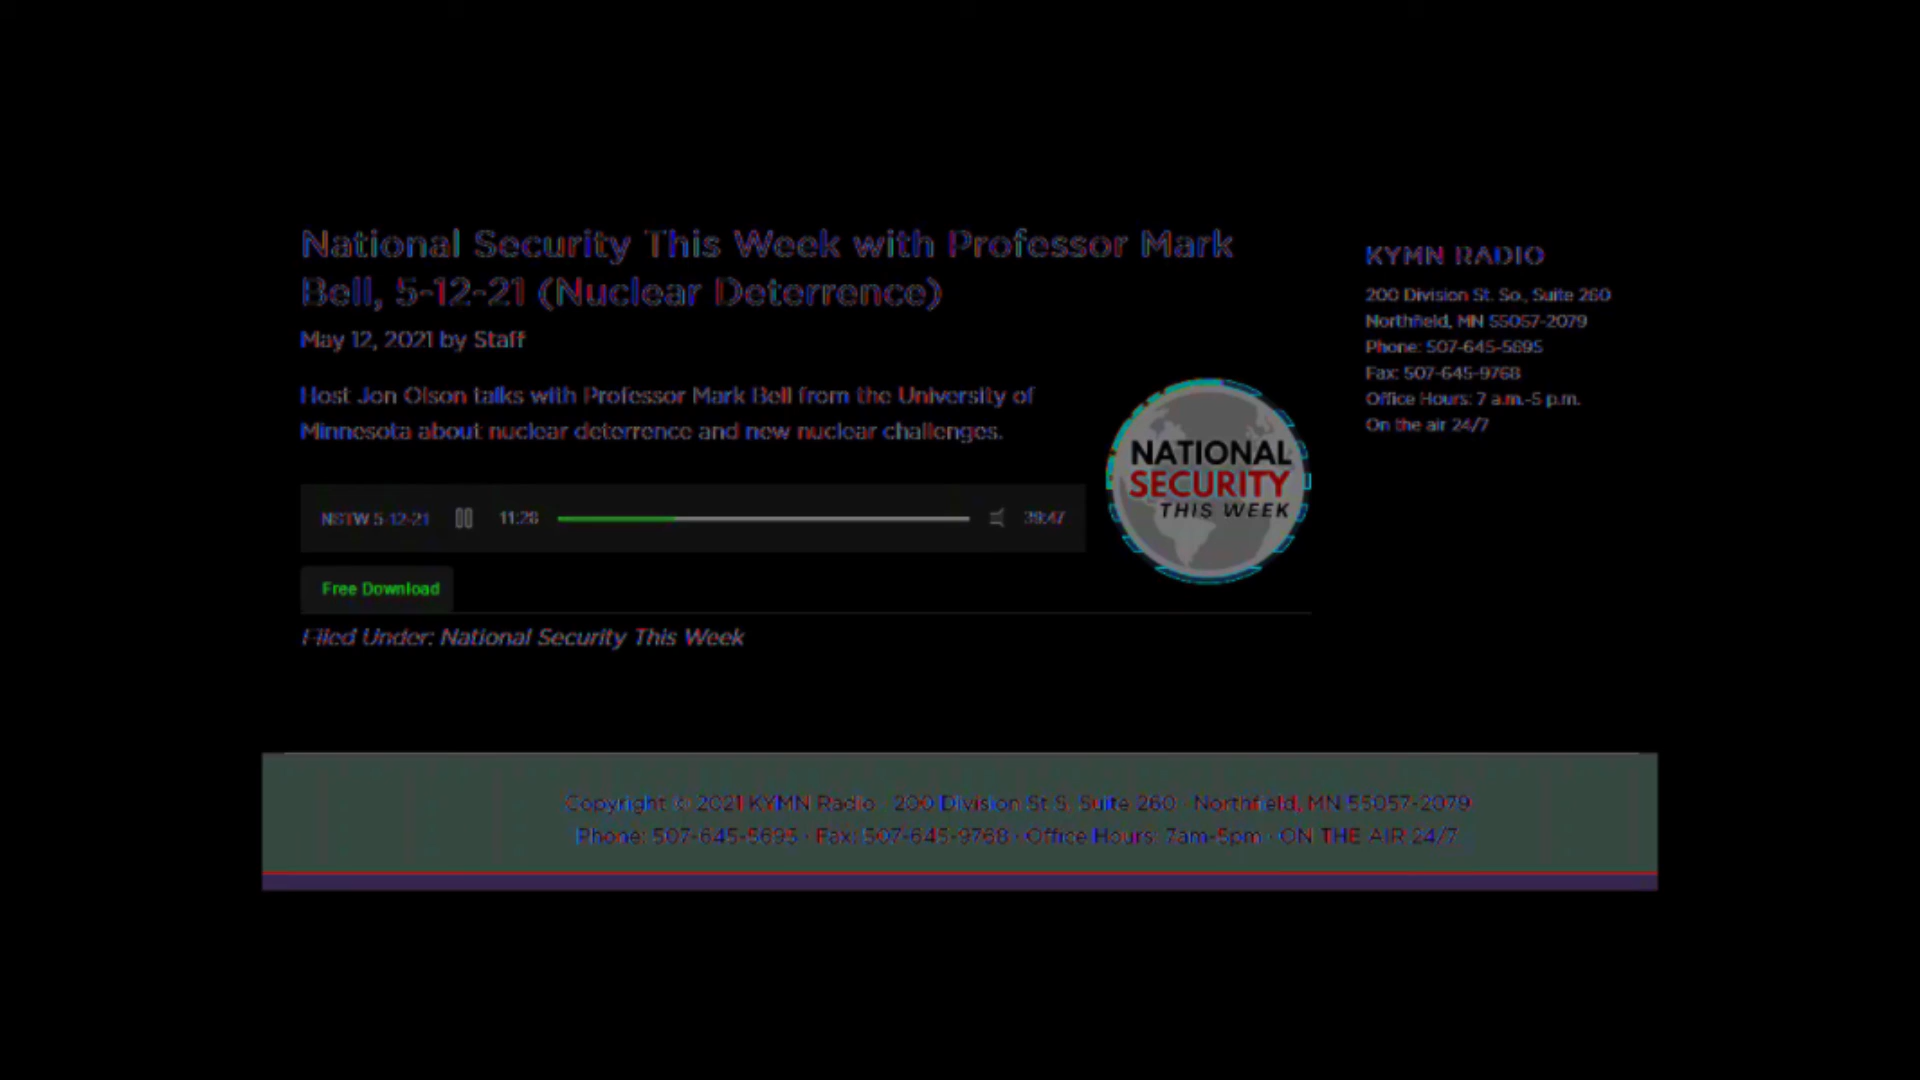 National Security This Week with Professor Mark
Bell, 5-12-21 (Nuclear Deterrence)
May 12, 2021 by Staff
Host Jon Olson talks with Professor Mark Bell from the University of
Minnesota about nuclear deterrence and new nuclear challenges.
NSTW 5-12-21 11:28 39:47
Free Download
Filed Under: National Security This Week
NATIONAL
SECURITY
THIS WEEK
KYMN RADIO
200 Division St. So., Suite 260
Northfield, MN 55057-2079
Phone: 507-645-5695
Fax: 507-645-9768
Office Hours: 7 a.m.-5 p.m.
On the air 24/7
Copyright © 2021 KYMN Radio · 200 Division St S. Suite 260 · Northfield, MN 55057-2079
Phone: 507-645-5695 · Fax: 507-645-9768 · Office Hours: 7am-5pm · ON THE AIR 24/7